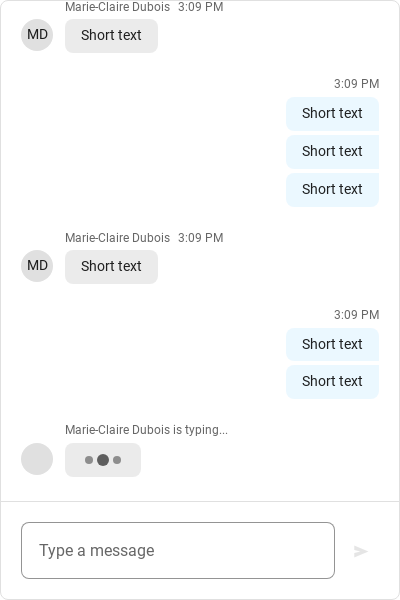 Marie-Claire Dubois 3:09 PM
MD Short text
3:09 PM
Short text
Short text
Short text
Marie-Claire Dubois 3:09 PM
MD Short text
3:09 PM
Short text
Short text
Marie-Claire Dubois is typing...
Type a message